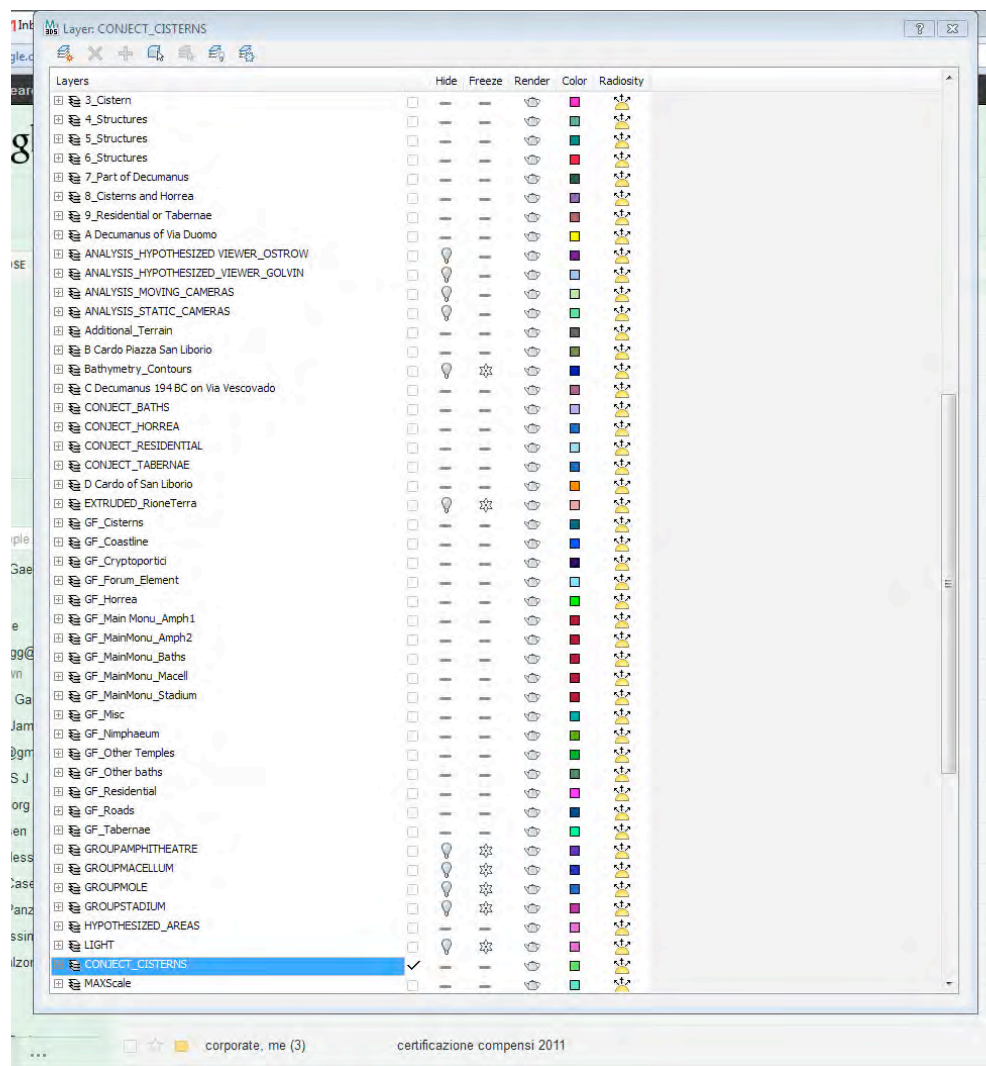 Layer: CONJECT_CISTERNS
Layers Hide Freeze Render Color Radiosity
3_Cistern
4_Structures
5_Structures
6_Structures
7_Part of Decumanus
8_Cisterns and Horrea
9_Residential or Tabernae
A Decumanus of Via Duomo
ANALYSIS_HYPOTHESIZED VIEWER_OSTROW
ANALYSIS_HYPOTHESIZED_VIEWER_GOLVIN
ANALYSIS_MOVING_CAMERAS
ANALYSIS_STATIC_CAMERAS
Additional_Terrain
B Cardo Piazza San Liborio
Bathymetry_Contours
C Decumanus 194 BC on Via Vescovado
CONJECT_BATHS
CONJECT_HORREA
CONJECT_RESIDENTIAL
CONJECT_TABERNAE
D Cardo of San Liborio
EXTRUDED_RioneTerra
GF_Cisterns
GF_Coastline
GF_Cryptoportici
GF_Forum_Element
GF_Horrea
GF_Main Monu_Amph1
GF_MainMonu_Amph2
GF_MainMonu_Baths
GF_MainMonu_Macell
GF_MainMonu_Stadium
GF_Misc
GF_Nimphaeum
GF_Other Temples
GF_Other baths
GF_Residential
GF_Roads
GF_Tabernae
GROUPAMPHITHEATRE
GROUPMACELLUM
GROUPMOLE
GROUPSTADIUM
HYPOTHESIZED_AREAS
LIGHT
CONJECT_CISTERNS
MAXScale
corporate, me (3) certificazione compensi 2011